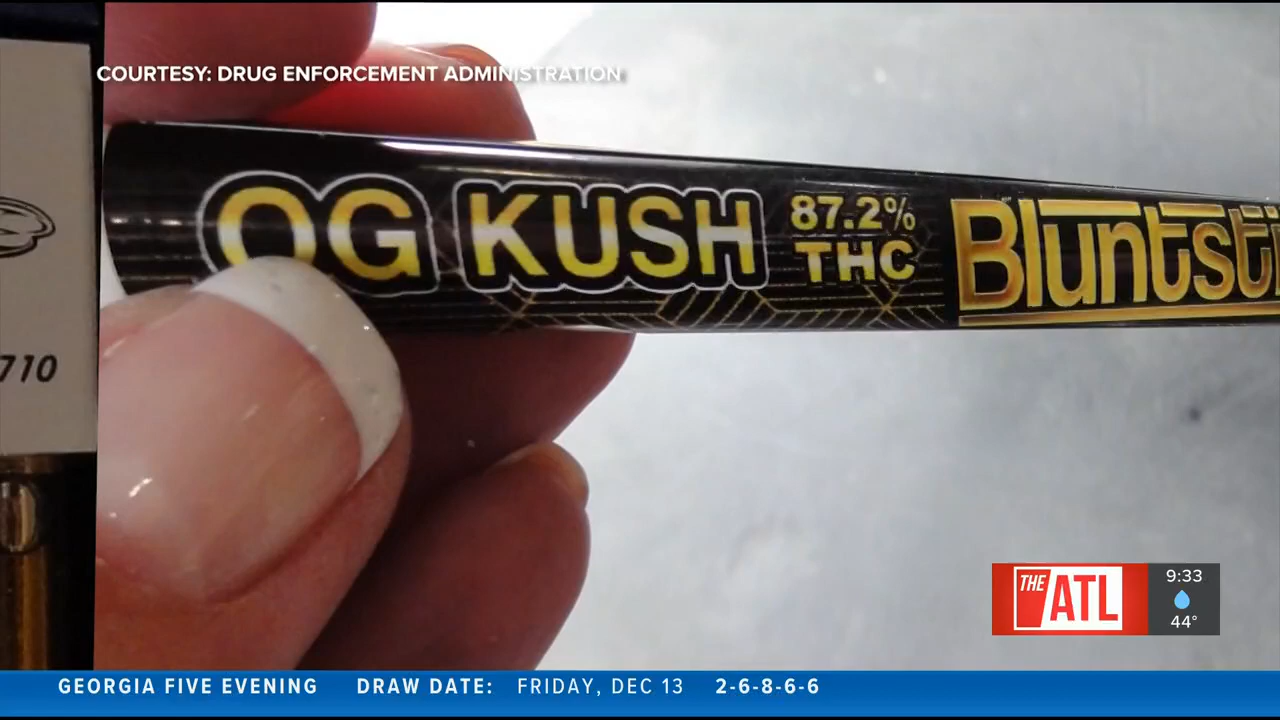 COURTESY: DRUG ENFORCEMENT ADMINISTRATION
OG KUSH
87.2%
THC
Bluntsti
710
THE
ATL
9:33
44°
GEORGIA FIVE EVENING DRAW DATE: FRIDAY, DEC 13 2-6-8-6-6